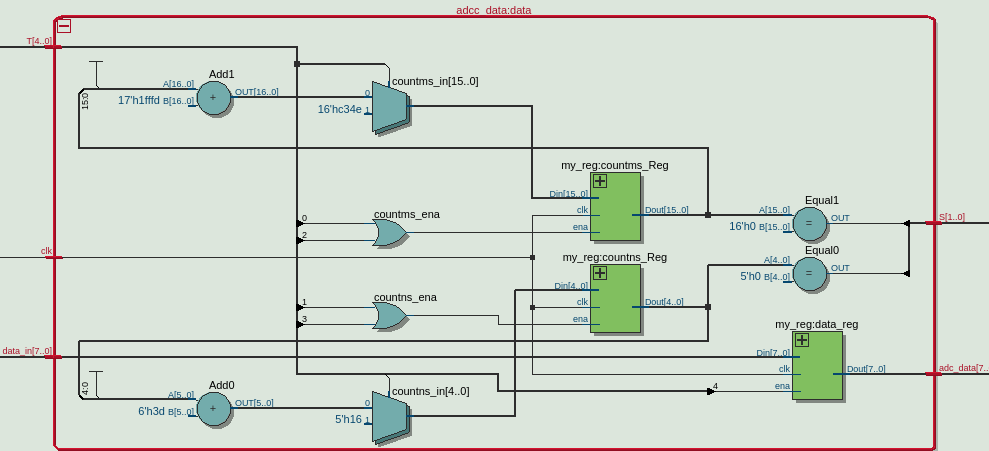 adcc_data:data
T[4..0]
Add1
15:0
A[16..0]
17'h1fffd B[16..0]
+
OUT[16..0]
countms_in[15..0]
0
16'hc34e 1
my_reg:countms_Reg
Din[15..0]
clk
ena
Dout[15..0]
Equal1
A[15..0]
16'h0 B[15..0]
=
OUT
S[1..0]
countms_ena
0
2
clk
Equal0
A[4..0]
5'h0 B[4..0]
=
OUT
my_reg:countns_Reg
Din[4..0]
clk
ena
Dout[4..0]
countns_ena
1
3
my_reg:data_reg
data_in[7..0]
Din[7..0]
clk
ena
Dout[7..0]
adc_data[7..
4
Add0
4:0
A[5..0]
6'h3d B[5..0]
+
OUT[5..0]
countns_in[4..0]
0
5'h16 1